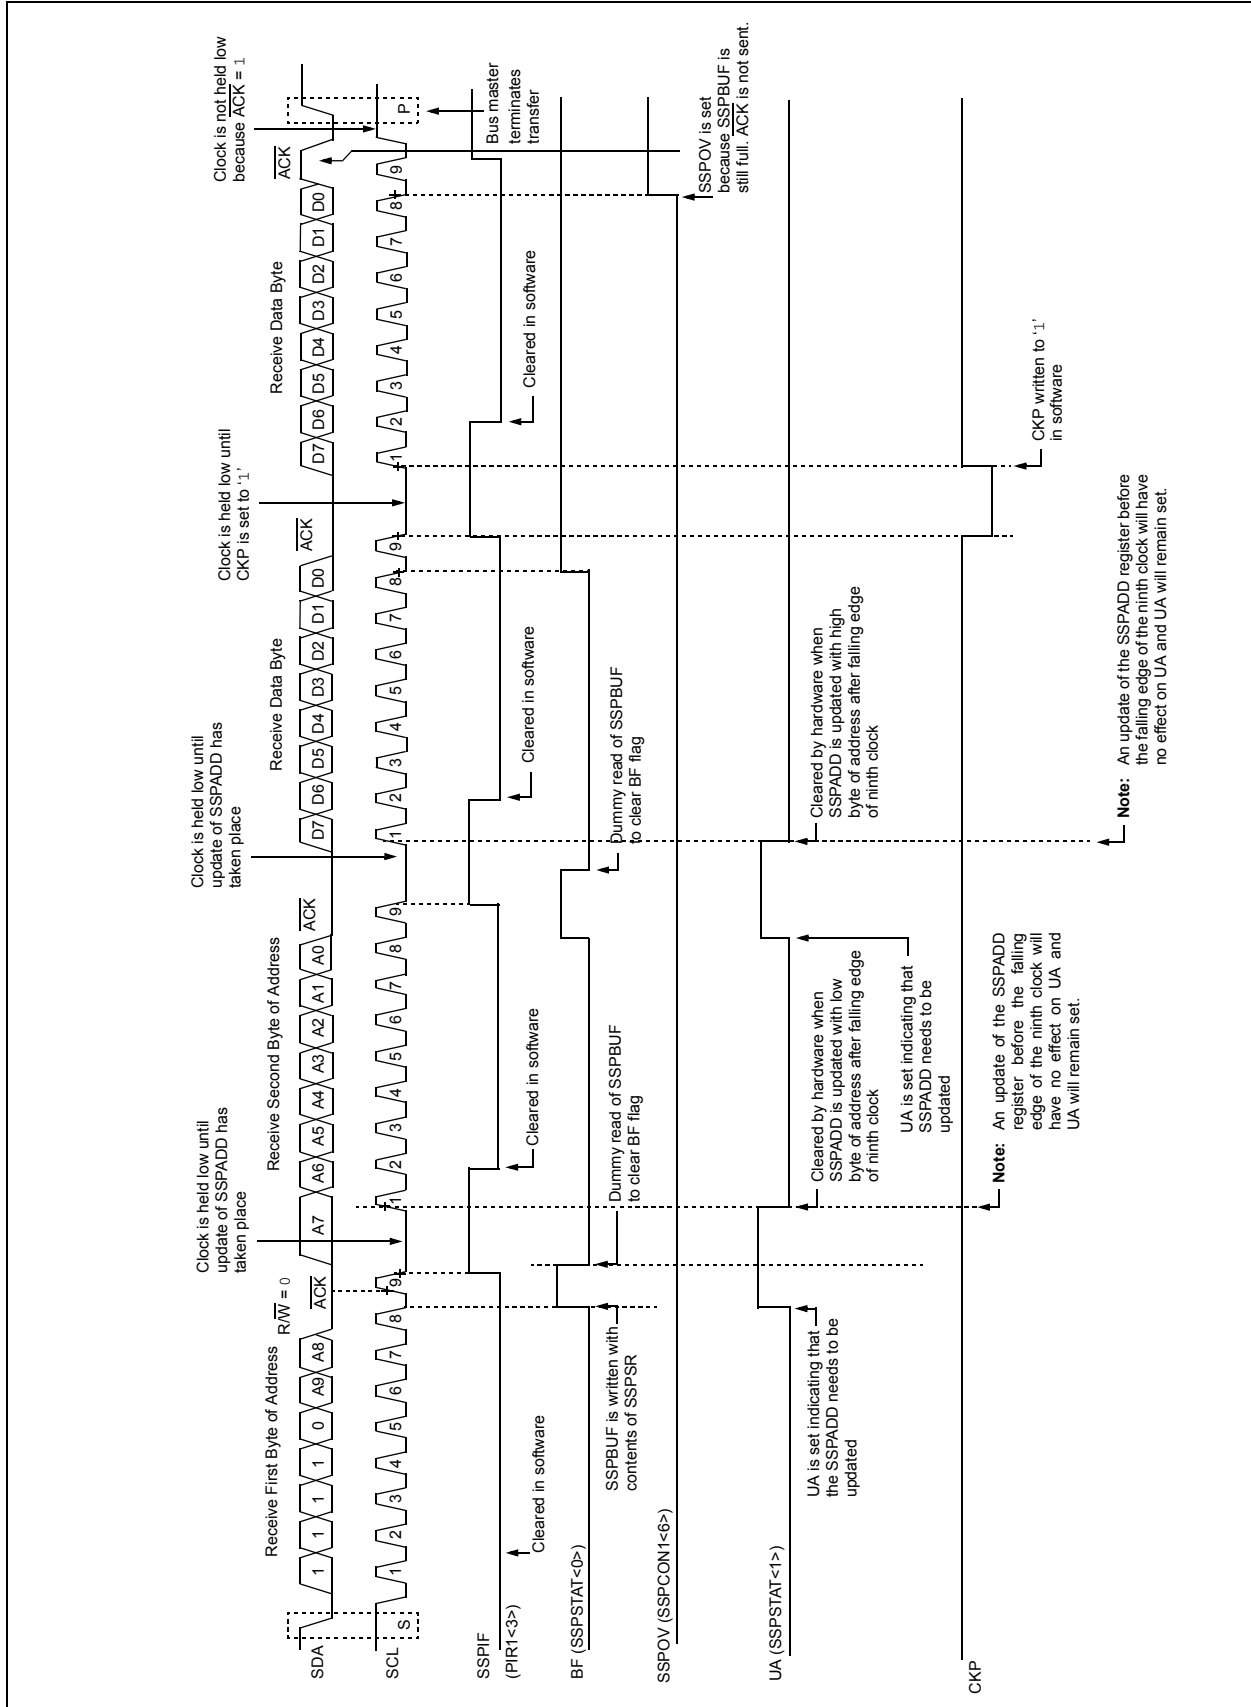 Clock is not held low
because ACK = 1
Clock is held low until
CKP is set to ‘1’
Clock is held low until
update of SSPADD has
taken place
Clock is held low until
update of SSPADD has
taken place
Receive First Byte of Address
R/W = 0
ACK
Receive Second Byte of Address
ACK
Receive Data Byte
ACK
Receive Data Byte
ACK
SDA
1 1 1 1 0 A9 A8 A7 A6 A5 A4 A3 A2 A1 A0 D7 D6 D5 D4 D3 D2 D1 D0 D7 D6 D5 D4 D3 D2 D1 D0
SCL
S 1 2 3 4 5 6 7 8 9 1 2 3 4 5 6 7 8 9 1 2 3 4 5 6 7 8 9 1 2 3 4 5 6 7 8 9 P
Bus master
terminates
transfer
SSPIF
(PIR1<3>)
Cleared in software
Cleared in software
Cleared in software
Cleared in software
BF (SSPSTAT<0>)
SSPBUF is written with
contents of SSPSR
Dummy read of SSPBUF
to clear BF flag
Dummy read of SSPBUF
to clear BF flag
SSPOV (SSPCON1<6>)
SSPOV is set
because SSPBUF is
still full. ACK is not sent.
UA (SSPSTAT<1>)
UA is set indicating that
the SSPADD needs to be
updated
Cleared by hardware when
SSPADD is updated with low
byte of address after falling edge
of ninth clock
UA is set indicating that
SSPADD needs to be
updated
Cleared by hardware when
SSPADD is updated with high
byte of address after falling edge
of ninth clock
CKP
CKP written to ‘1’
in software
Note: An update of the SSPADD
register before the falling
edge of the ninth clock will
have no effect on UA and
UA will remain set.
Note: An update of the SSPADD register before
the falling edge of the ninth clock will have
no effect on UA and UA will remain set.